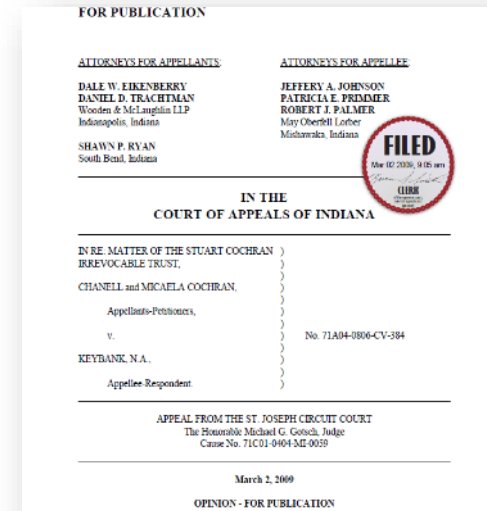 FOR PUBLICATION
ATTORNEYS FOR APPELLANTS:
DALE W. EIKENBERRY
DANIEL D. TRACHTMAN
Wooden & McLaughlin LLP
Indianapolis, Indiana
SHAWN P. RYAN
South Bend, Indiana
ATTORNEYS FOR APPELLEE:
JEFFERY A. JOHNSON
PATRICIA E. PRIMMER
ROBERT J. PALMER
May Oberfell Lorber
Mishawaka, Indiana
FILED
Mar 02 2009, 9:05 am
CLERK
IN THE
COURT OF APPEALS OF INDIANA
IN RE: MATTER OF THE STUART COCHRAN )
IRREVOCABLE TRUST, )
)
CHANELL and MICAELA COCHRAN, )
)
Appellants-Petitioners, )
)
v. ) No. 71A04-0806-CV-384
)
KEYBANK, N.A., )
)
Appellee-Respondent. )
APPEAL FROM THE ST. JOSEPH CIRCUIT COURT
The Honorable Michael G. Gotsch, Judge
Cause No. 71C01-0404-MI-0059
March 2, 2009
OPINION - FOR PUBLICATION